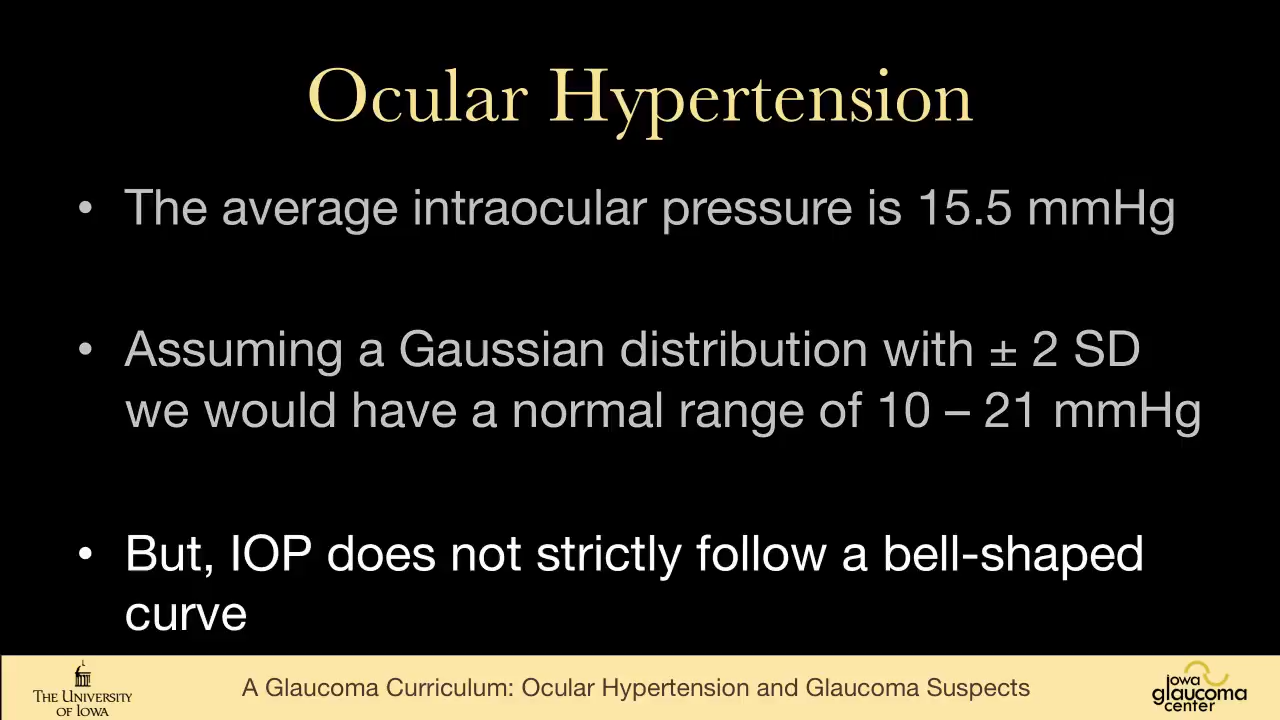 Ocular Hypertension
• The average intraocular pressure is 15.5 mmHg
• Assuming a Gaussian distribution with ± 2 SD
we would have a normal range of 10 – 21 mmHg
• But, IOP does not strictly follow a bell-shaped
curve
THE UNIVERSITY
OF IOWA
A Glaucoma Curriculum: Ocular Hypertension and Glaucoma Suspects
iowa
glaucoma
center